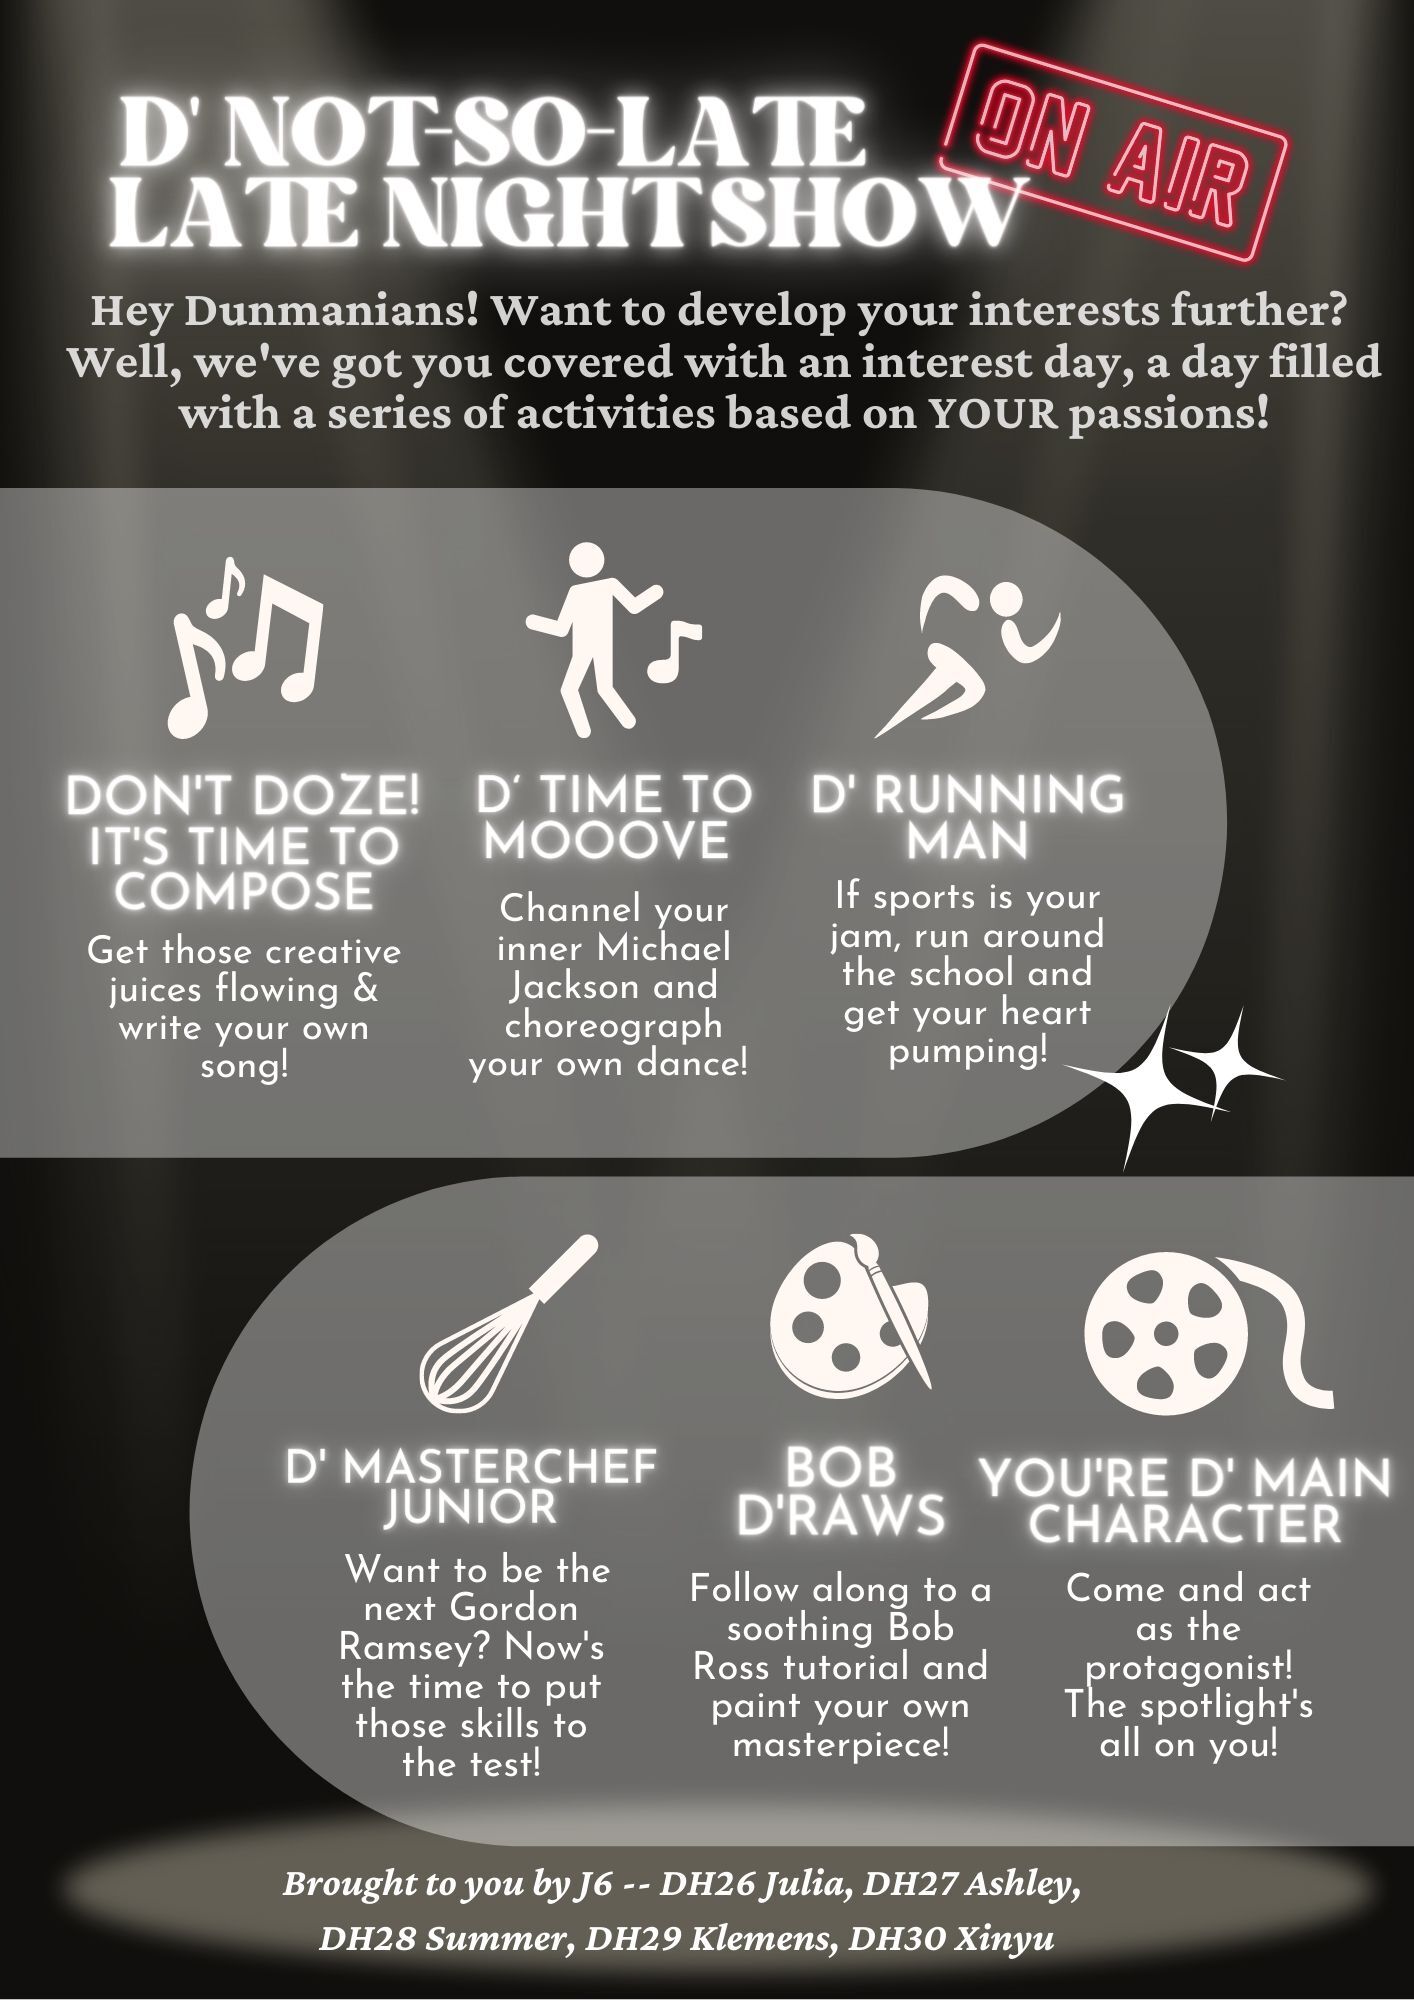 D' NOT-SO-LATE
LATE NIGHT SHOW
ON AIR
Hey Dunmanians! Want to develop your interests further?
Well, we've got you covered with an interest day, a day filled
with a series of activities based on YOUR passions!
DON'T DOZE!
IT'S TIME TO
COMPOSE
Get those creative
juices flowing &
write your own
song!
D‘ TIME TO
MOOOVE
Channel your
inner Michael
Jackson and
choreograph
your own dance!
D' RUNNING
MAN
If sports is your
jam, run around
the school and
get your heart
pumping!
D' MASTERCHEF
JUNIOR
Want to be the
next Gordon
Ramsey? Now's
the time to put
those skills to
the test!
BOB
D'RAWS
Follow along to a
soothing Bob
Ross tutorial and
paint your own
masterpiece!
YOU'RE D' MAIN
CHARACTER
Come and act
as the
protagonist!
The spotlight's
all on you!
Brought to you by J6 -- DH26 Julia, DH27 Ashley,
DH28 Summer, DH29 Klemens, DH30 Xinyu